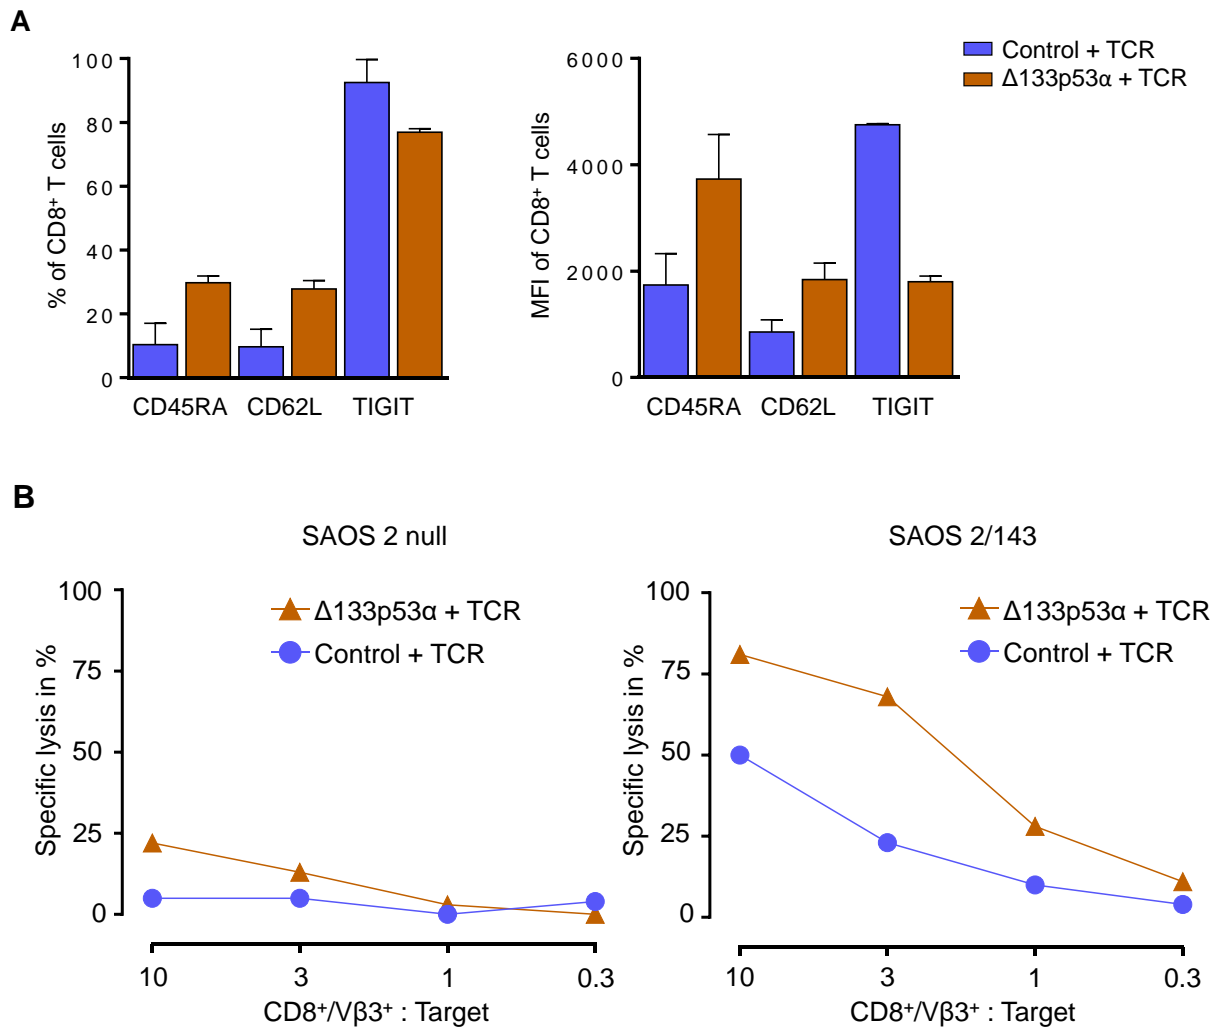 A
Control + TCR
Δ133p53α + TCR
% of CD8⁺ T cells
100
80
60
40
20
0
CD45RA CD62L TIGIT
MFI of CD8⁺ T cells
6000
4000
2000
0
CD45RA CD62L TIGIT
B
SAOS 2 null
Δ133p53α + TCR
Control + TCR
Specific lysis in %
100
75
50
25
0
10 3 1 0.3
CD8⁺/Vβ3⁺ : Target
SAOS 2/143
Δ133p53α + TCR
Control + TCR
Specific lysis in %
100
75
50
25
0
10 3 1 0.3
CD8⁺/Vβ3⁺ : Target